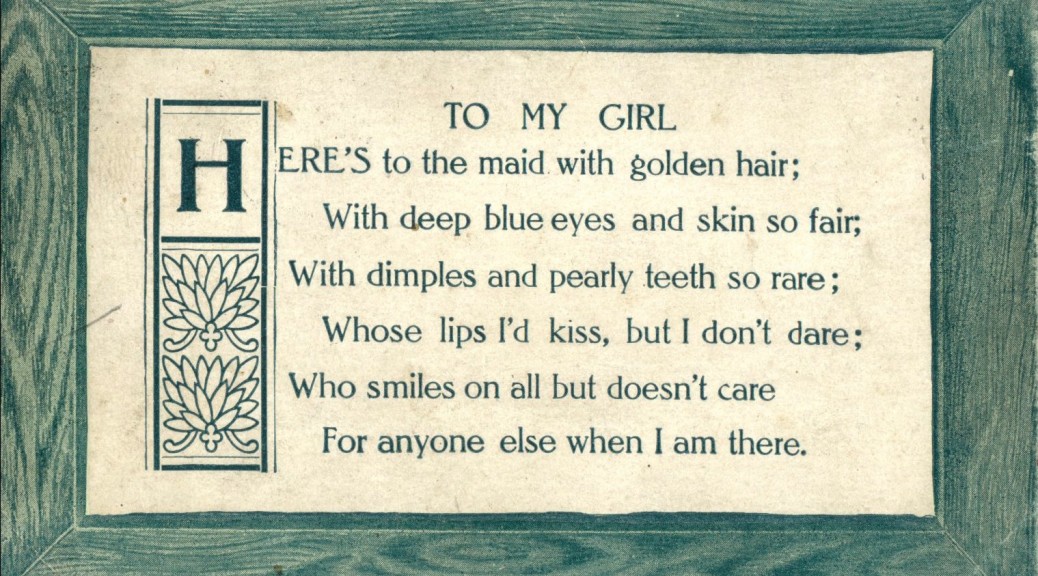 TO MY GIRL
HERE'S to the maid with golden hair;
With deep blue eyes and skin so fair;
With dimples and pearly teeth so rare;
Whose lips I'd kiss, but I don't dare;
Who smiles on all but doesn't care
For anyone else when I am there.